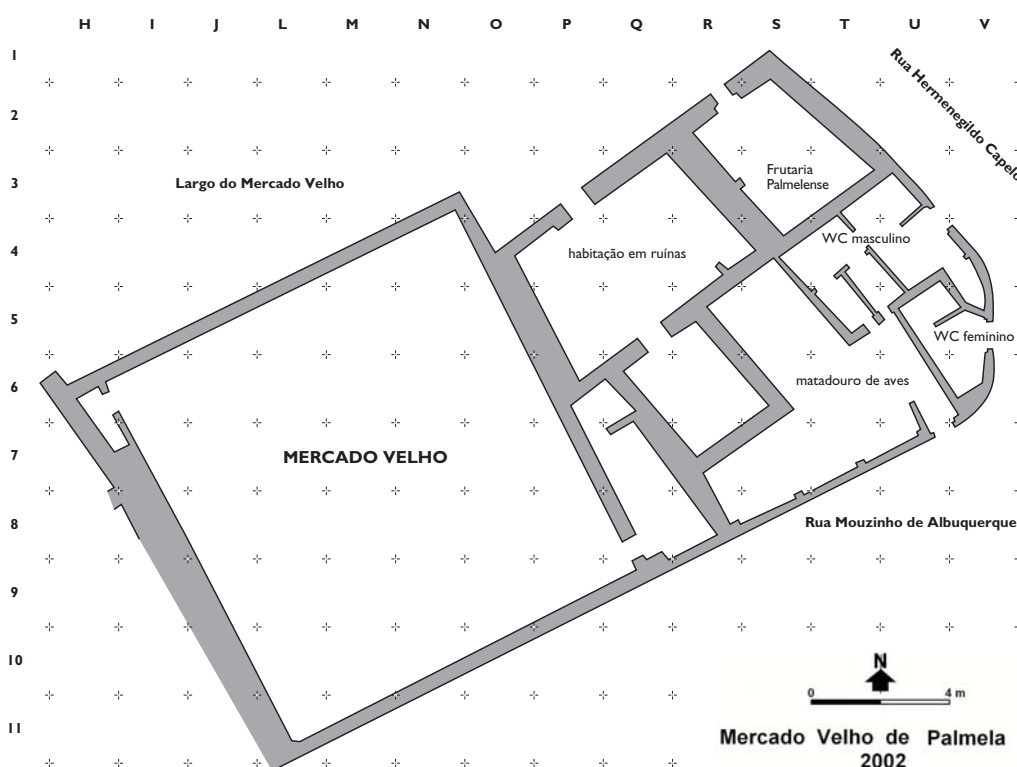 H I J L M N O P Q R S T U V
1
2
3
4
5
6
7
8
9
10
11
Rua Hermenegildo Capelo
Largo do Mercado Velho
Frutaria
Palmelense
habitação em ruínas
WC masculino
WC feminino
matadouro de aves
MERCADO VELHO
Rua Mouzinho de Albuquerque
N
0 4 m
Mercado Velho de Palmela
2002